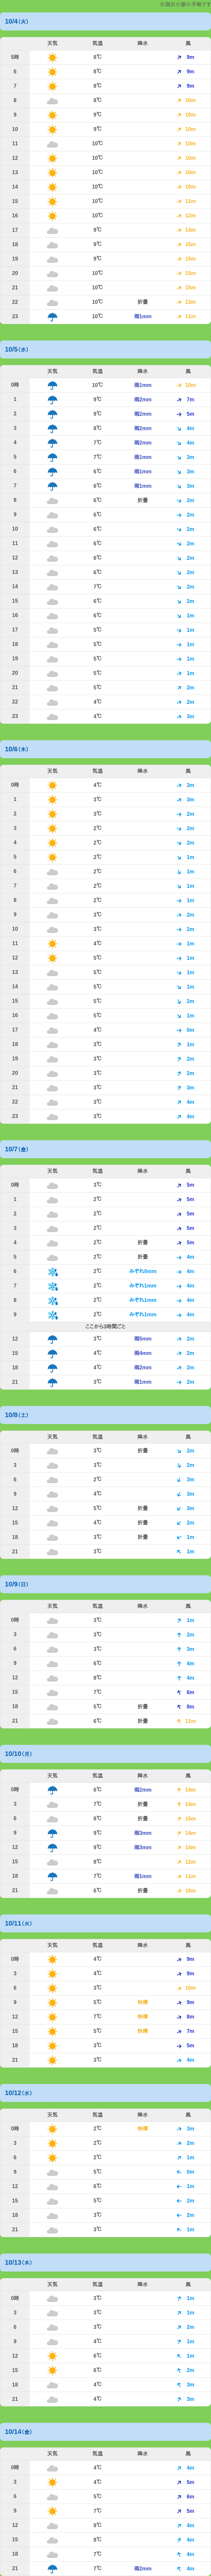 10/4(火)
天気 気温 降水 風
5時 8℃ 9m
6 8℃ 9m
7 8℃ 9m
8 8℃ 10m
9 9℃ 10m
10 9℃ 10m
11 10℃ 10m
12 10℃ 10m
13 10℃ 10m
14 10℃ 10m
15 10℃ 11m
16 10℃ 12m
17 9℃ 14m
18 9℃ 15m
19 9℃ 15m
20 10℃ 15m
21 10℃ 15m
22 10℃ 折畳 13m
23 10℃ 雨1mm 11m
10/5(水)
天気 気温 降水 風
0時 10℃ 雨1mm 10m
1 9℃ 雨2mm 7m
2 9℃ 雨2mm 5m
3 8℃ 雨2mm 4m
4 7℃ 雨2mm 4m
5 7℃ 雨1mm 3m
6 6℃ 雨1mm 3m
7 6℃ 雨1mm 3m
8 6℃ 折畳 2m
9 6℃ 2m
10 6℃ 2m
11 6℃ 2m
12 6℃ 2m
13 6℃ 2m
14 7℃ 2m
15 6℃ 2m
16 6℃ 1m
17 5℃ 1m
18 5℃ 1m
19 5℃ 1m
20 5℃ 1m
21 5℃ 2m
22 4℃ 2m
23 4℃ 3m
10/6(木)
天気 気温 降水 風
0時 4℃ 3m
1 3℃ 3m
2 3℃ 2m
3 2℃ 2m
4 2℃ 2m
5 2℃ 1m
6 2℃ 1m
7 2℃ 1m
8 2℃ 1m
9 3℃ 2m
10 3℃ 2m
11 4℃ 1m
12 5℃ 1m
13 5℃ 1m
14 5℃ 1m
15 5℃ 2m
16 5℃ 1m
17 4℃ 0m
18 3℃ 1m
19 3℃ 2m
20 3℃ 2m
21 3℃ 3m
22 3℃ 4m
23 3℃ 4m
10/7(金)
天気 気温 降水 風
0時 3℃ 5m
1 2℃ 5m
2 2℃ 5m
3 2℃ 5m
4 2℃ 折畳 5m
5 2℃ 折畳 4m
6 2℃ みぞれ0mm 4m
7 2℃ みぞれ1mm 4m
8 2℃ みぞれ1mm 4m
9 2℃ みぞれ1mm 4m
ここから3時間ごと
12 3℃ 雨5mm 2m
15 4℃ 雨4mm 2m
18 4℃ 雨2mm 2m
21 3℃ 雨1mm 2m
10/8(土)
天気 気温 降水 風
0時 3℃ 折畳 2m
3 3℃ 2m
6 2℃ 3m
9 4℃ 3m
12 5℃ 折畳 3m
15 4℃ 折畳 2m
18 3℃ 折畳 1m
21 3℃ 1m
10/9(日)
天気 気温 降水 風
0時 3℃ 1m
3 3℃ 2m
6 3℃ 3m
9 6℃ 4m
12 8℃ 4m
15 7℃ 6m
18 5℃ 折畳 8m
21 6℃ 折畳 11m
10/10(月)
天気 気温 降水 風
0時 6℃ 雨2mm 14m
3 7℃ 折畳 14m
6 8℃ 折畳 15m
9 9℃ 雨3mm 14m
12 9℃ 雨3mm 14m
15 8℃ 12m
18 7℃ 雨1mm 11m
21 6℃ 折畳 10m
10/11(火)
天気 気温 降水 風
0時 4℃ 9m
3 4℃ 9m
6 3℃ 10m
9 5℃ 快晴 9m
12 7℃ 快晴 8m
15 5℃ 快晴 7m
18 3℃ 5m
21 3℃ 4m
10/12(水)
天気 気温 降水 風
0時 2℃ 快晴 3m
3 2℃ 2m
6 2℃ 1m
9 5℃ 0m
12 6℃ 1m
15 5℃ 2m
18 3℃ 2m
21 3℃ 1m
10/13(木)
天気 気温 降水 風
0時 3℃ 1m
3 3℃ 1m
6 3℃ 2m
9 4℃ 1m
12 6℃ 1m
15 6℃ 2m
18 4℃ 3m
21 4℃ 3m
10/14(金)
天気 気温 降水 風
0時 4℃ 4m
3 4℃ 5m
6 5℃ 6m
9 7℃ 5m
12 9℃ 4m
15 8℃ 4m
18 7℃ 4m
21 7℃ 雨2mm 4m